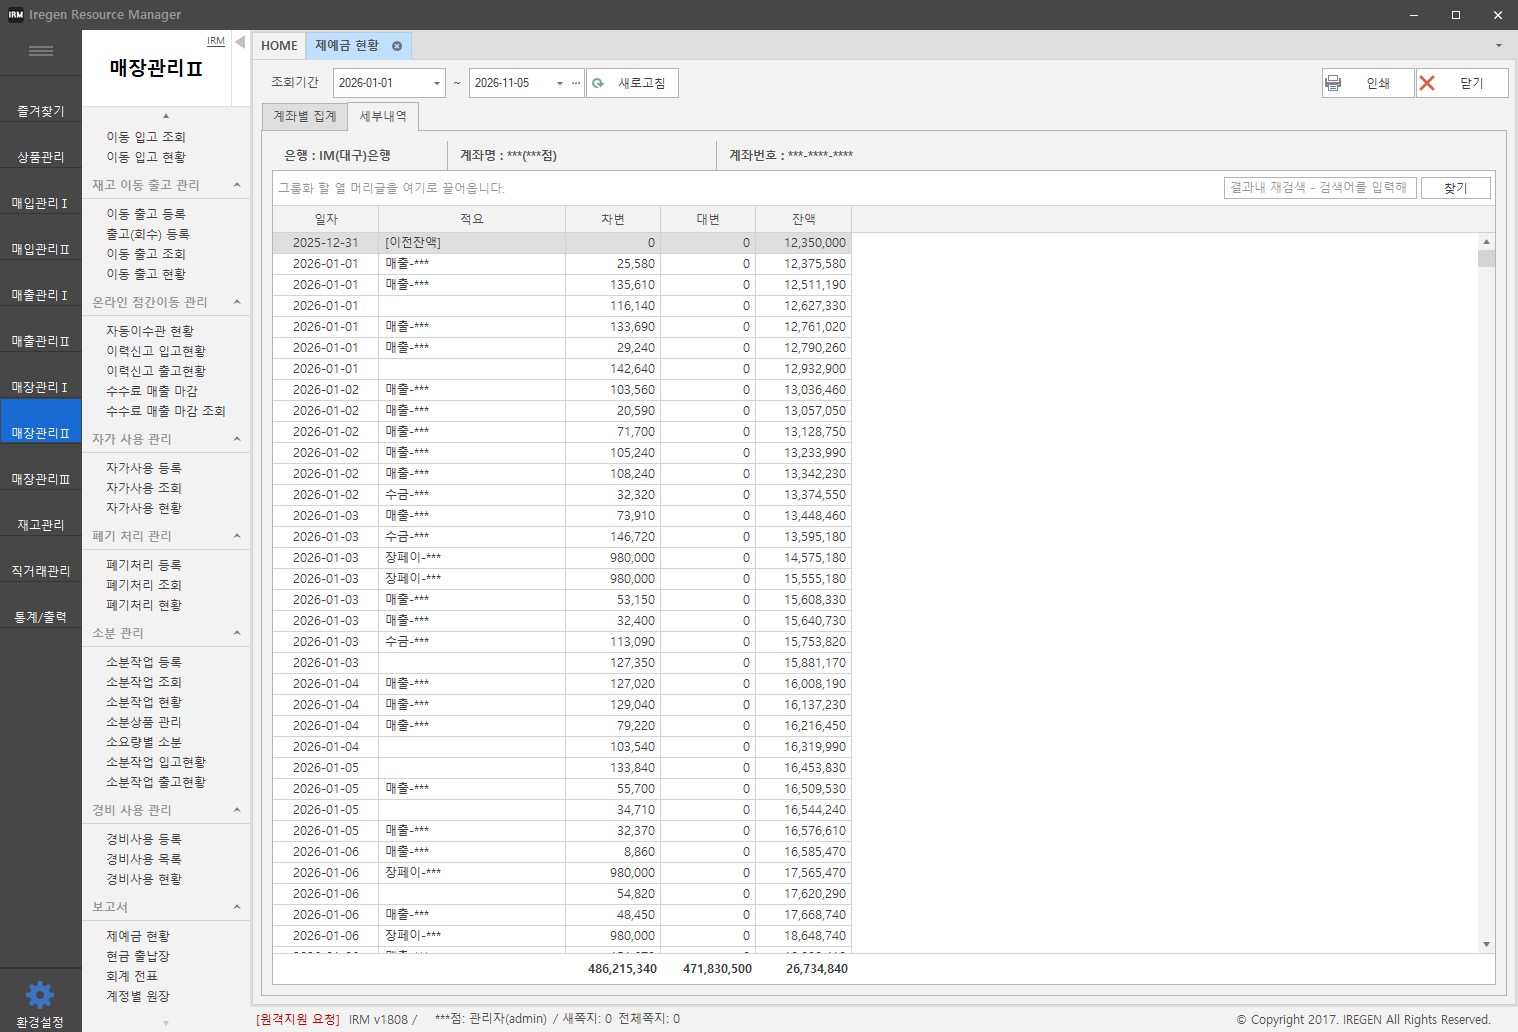 IRM Iregen Resource Manager
즐겨찾기
상품관리
매입관리Ⅰ
매입관리Ⅱ
매출관리Ⅰ
매출관리Ⅱ
매장관리Ⅰ
매장관리Ⅱ
매장관리Ⅲ
재고관리
직거래관리
통계/출력
환경설정
IRM
매장관리Ⅱ
이동 입고 조회
이동 입고 현황
재고 이동 출고 관리
이동 출고 등록
출고(회수) 등록
이동 출고 조회
이동 출고 현황
온라인 점간이동 관리
자동이수관 현황
이력신고 입고현황
이력신고 출고현황
수수료 매출 마감
수수료 매출 마감 조회
자가 사용 관리
자가사용 등록
자가사용 조회
자가사용 현황
폐기 처리 관리
폐기처리 등록
폐기처리 조회
폐기처리 현황
소분 관리
소분작업 등록
소분작업 조회
소분작업 현황
소분상품 관리
소요량별 소분
소분작업 입고현황
소분작업 출고현황
경비 사용 관리
경비사용 등록
경비사용 목록
경비사용 현황
보고서
제예금 현황
현금 출납장
회계 전표
계정별 원장
HOME 제예금 현황
조회기간 2026-01-01 ~ 2026-11-05 새로고침 인쇄 닫기
계좌별 집계 세부내역
은행 : IM(대구)은행 계좌명 : ***(***점) 계좌번호 : ***-****-****
그룹화 할 열 머리글을 여기로 끌어옵니다. 결과내 재검색 - 검색어를 입력해 찾기
일자 적요 차변 대변 잔액
2025-12-31 [이전잔액] 0 0 12,350,000
2026-01-01 매출-*** 25,580 0 12,375,580
2026-01-01 매출-*** 135,610 0 12,511,190
2026-01-01 116,140 0 12,627,330
2026-01-01 매출-*** 133,690 0 12,761,020
2026-01-01 매출-*** 29,240 0 12,790,260
2026-01-01 142,640 0 12,932,900
2026-01-02 매출-*** 103,560 0 13,036,460
2026-01-02 매출-*** 20,590 0 13,057,050
2026-01-02 매출-*** 71,700 0 13,128,750
2026-01-02 매출-*** 105,240 0 13,233,990
2026-01-02 매출-*** 108,240 0 13,342,230
2026-01-02 수금-*** 32,320 0 13,374,550
2026-01-03 매출-*** 73,910 0 13,448,460
2026-01-03 수금-*** 146,720 0 13,595,180
2026-01-03 장페이-*** 980,000 0 14,575,180
2026-01-03 장페이-*** 980,000 0 15,555,180
2026-01-03 매출-*** 53,150 0 15,608,330
2026-01-03 매출-*** 32,400 0 15,640,730
2026-01-03 수금-*** 113,090 0 15,753,820
2026-01-03 127,350 0 15,881,170
2026-01-04 매출-*** 127,020 0 16,008,190
2026-01-04 매출-*** 129,040 0 16,137,230
2026-01-04 매출-*** 79,220 0 16,216,450
2026-01-04 103,540 0 16,319,990
2026-01-05 133,840 0 16,453,830
2026-01-05 매출-*** 55,700 0 16,509,530
2026-01-05 34,710 0 16,544,240
2026-01-05 매출-*** 32,370 0 16,576,610
2026-01-06 매출-*** 8,860 0 16,585,470
2026-01-06 장페이-*** 980,000 0 17,565,470
2026-01-06 54,820 0 17,620,290
2026-01-06 매출-*** 48,450 0 17,668,740
2026-01-06 장페이-*** 980,000 0 18,648,740
486,215,340 471,830,500 26,734,840
[원격지원 요청] IRM v1808 / ***점: 관리자(admin) / 새쪽지: 0 전체쪽지: 0 © Copyright 2017. IREGEN All Rights Reserved.